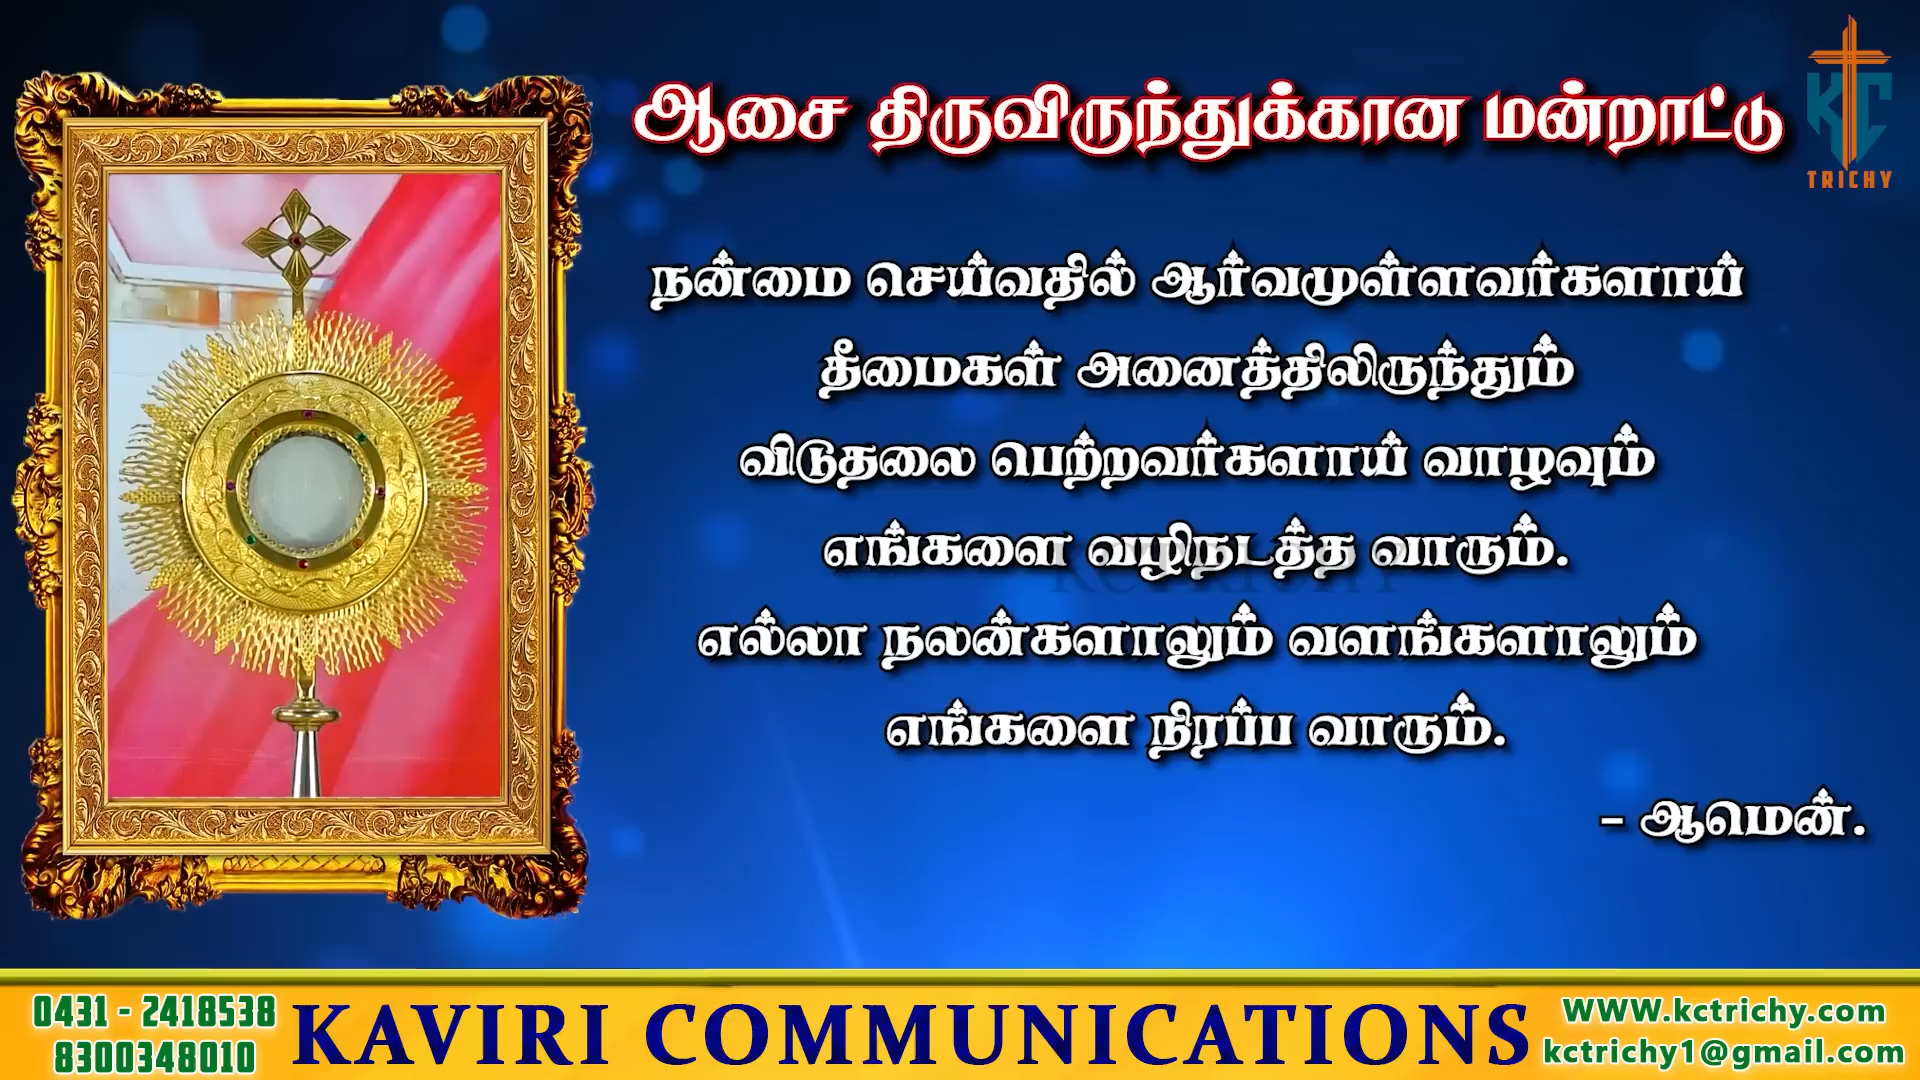 ஆசை திருவிருந்துக்கான மன்றாட்டு
KC
TRICHY
நன்மை செய்வதில் ஆர்வமுள்ளவர்களாய்
தீமைகள் அனைத்திலிருந்தும்
விடுதலை பெற்றவர்களாய் வாழவும்
எங்களை வழிநடத்த வாரும்.
KCTRICHY
எல்லா நலன்களாலும் வளங்களாலும்
எங்களை நிரப்ப வாரும்.
- ஆமென்.
0431 - 2418538
8300348010
KAVIRI COMMUNICATIONS
www.kctrichy.com
kctrichy1@gmail.com